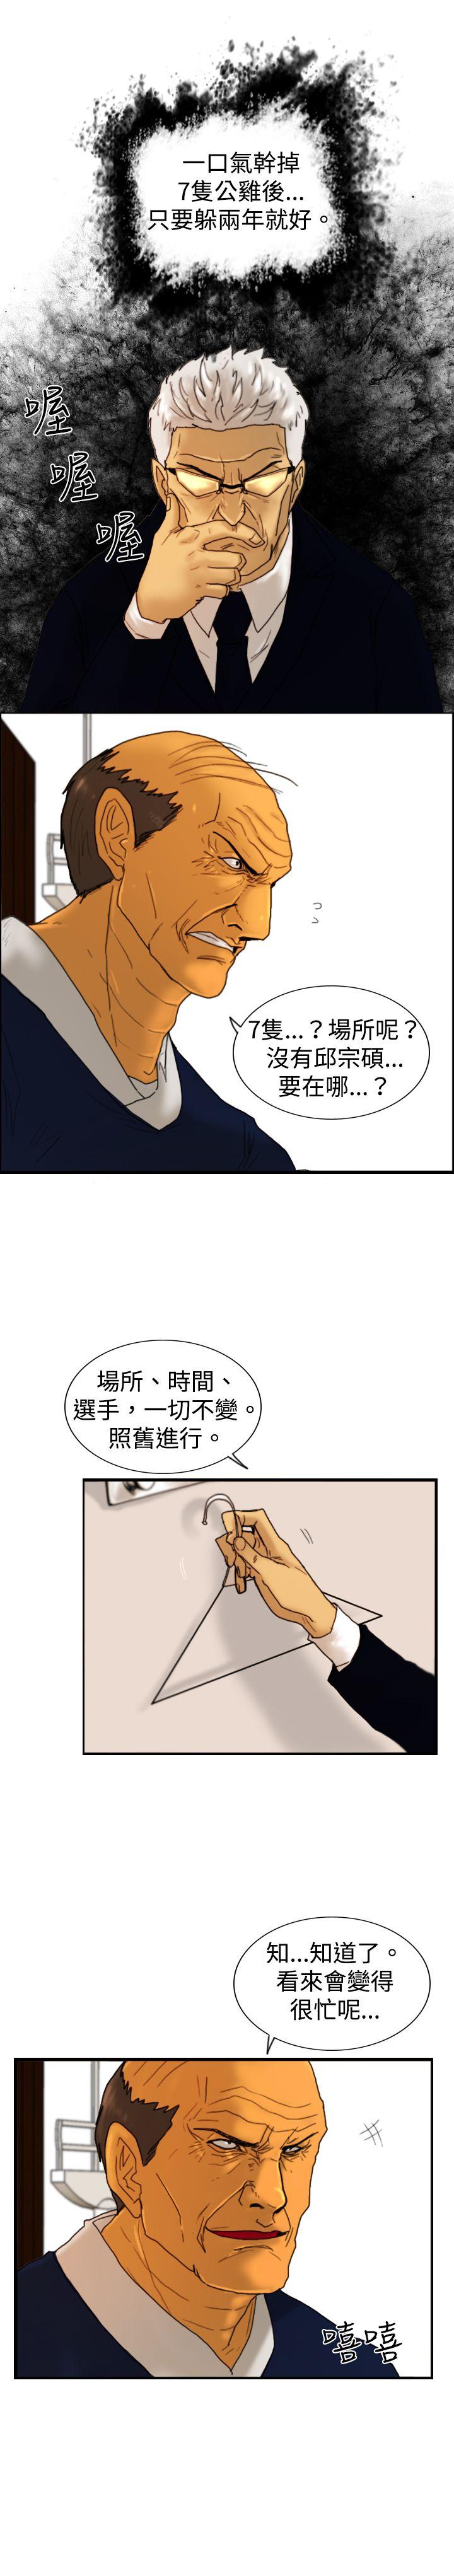 一口氣幹掉
7隻公雞後...
只要躲兩年就好。
喔
喔
喔
7隻...？場所呢？
沒有邱宗碩...
要在哪...？
場所、時間、
選手，一切不變。
照舊進行。
知...知道了。
看來會變得
很忙呢...
嘻嘻